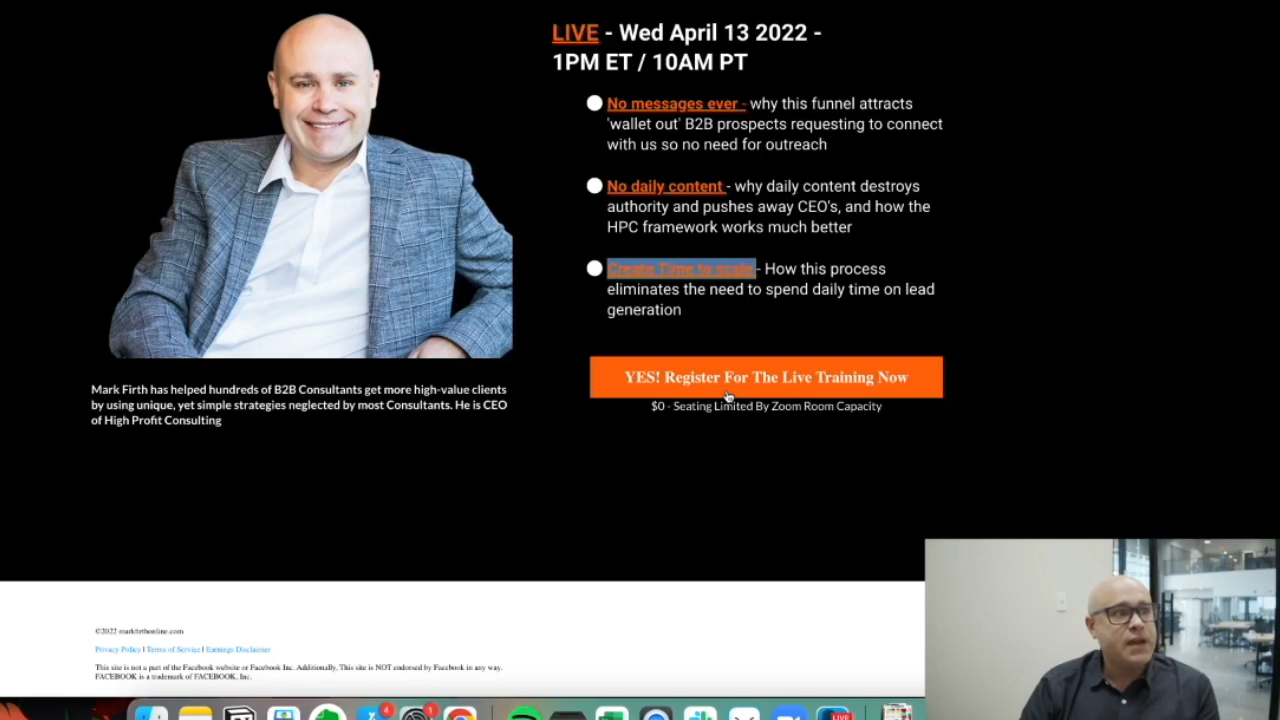 LIVE - Wed April 13 2022 -
1PM ET / 10AM PT
No messages ever - why this funnel attracts
'wallet out' B2B prospects requesting to connect
with us so no need for outreach
No daily content - why daily content destroys
authority and pushes away CEO's, and how the
HPC framework works much better
Create Time to scale - How this process
eliminates the need to spend daily time on lead
generation
YES! Register For The Live Training Now
$0 - Seating Limited By Zoom Room Capacity
Mark Firth has helped hundreds of B2B Consultants get more high-value clients
by using unique, yet simple strategies neglected by most Consultants. He is CEO
of High Profit Consulting
©2022 markfirthonline.com
Privacy Policy | Terms of Service | Earnings Disclaimer
This site is not a part of the Facebook website or Facebook Inc. Additionally, This site is NOT endorsed by Facebook in any way.
FACEBOOK is a trademark of FACEBOOK, Inc.
4
1
LIVE